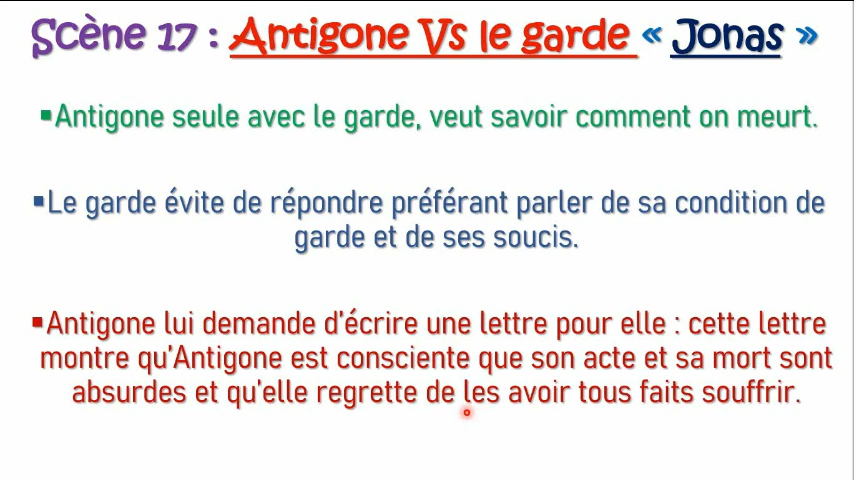 Scène 17 : Antigone Vs le garde « Jonas »
▪Antigone seule avec le garde, veut savoir comment on meurt.
▪Le garde évite de répondre préférant parler de sa condition de
garde et de ses soucis.
▪Antigone lui demande d'écrire une lettre pour elle : cette lettre
montre qu'Antigone est consciente que son acte et sa mort sont
absurdes et qu'elle regrette de les avoir tous faits souffrir.